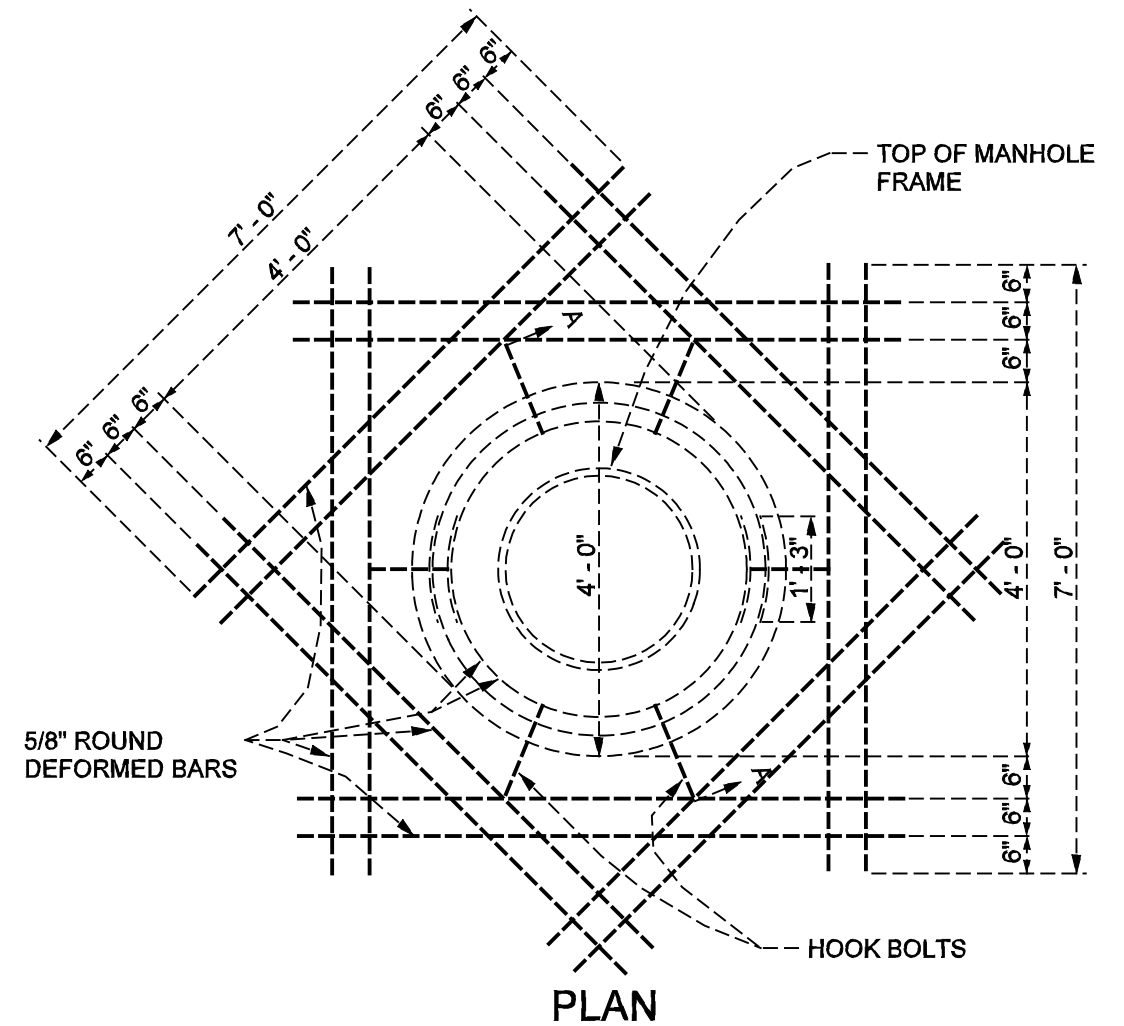 6"
6"
6"
7' - 0"
4' - 0"
6"
6"
6"
TOP OF MANHOLE
FRAME
A
6"
6"
6"
4' - 0"
1' - 3"
4' - 0"
7' - 0"
5/8" ROUND
DEFORMED BARS
A
6"
6"
6"
HOOK BOLTS
PLAN